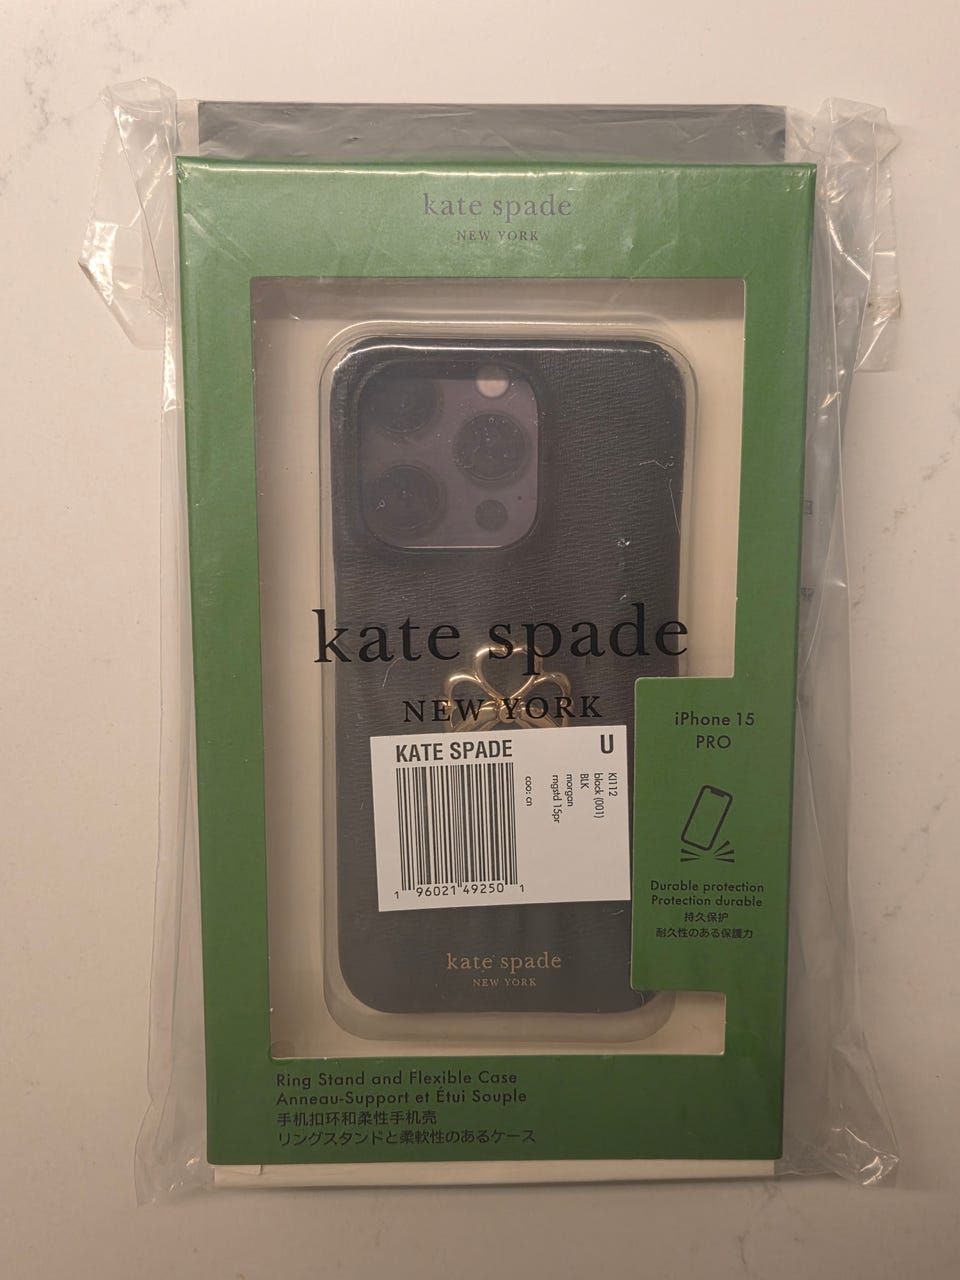 kate spade
NEW YORK
kate spade
NEW YORK
KATE SPADE U
KI112
black (001)
BLK
morgan
rngstd 15pr
coo: cn
1 96021 49250 1
iPhone 15
PRO
Durable protection
Protection durable
持久保护
耐久性のある保護力
kate spade
NEW YORK
Ring Stand and Flexible Case
Anneau-Support et Étui Souple
手机扣环和柔性手机壳
リングスタンドと柔軟性のあるケース